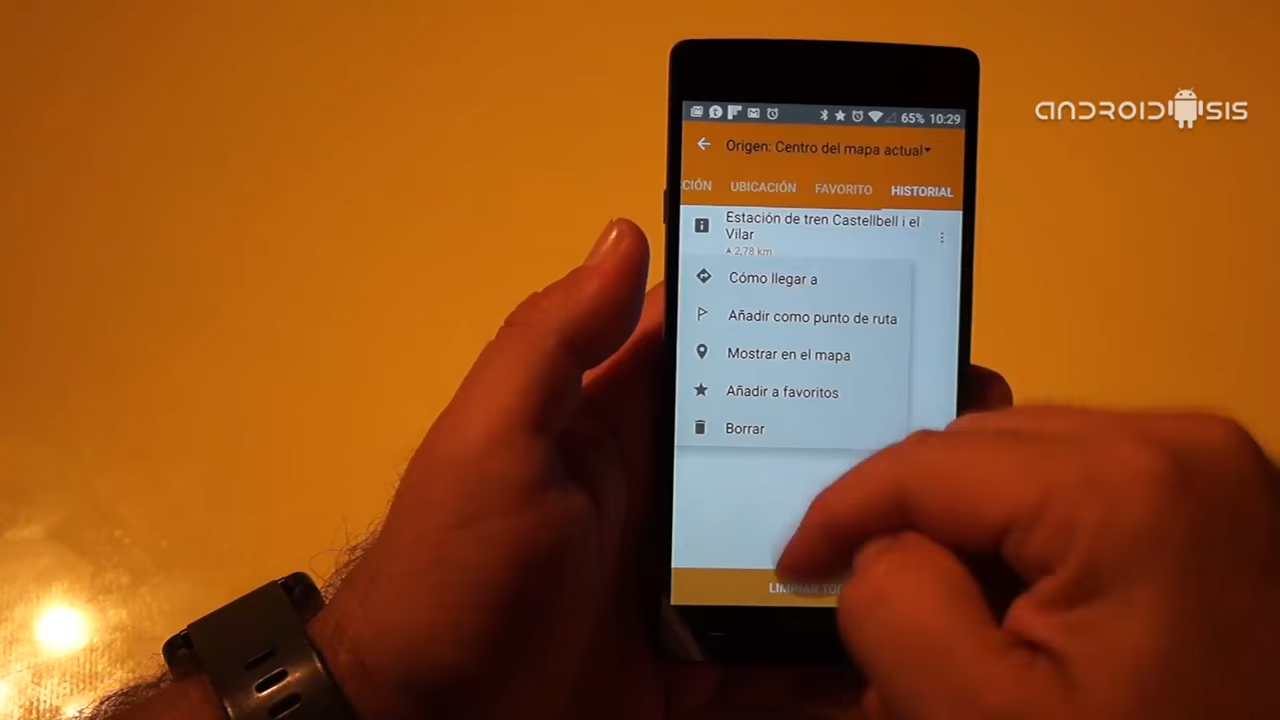 ANDROIDSIS
65% 10:29
Origen: Centro del mapa actual
CIÓN UBICACIÓN FAVORITO HISTORIAL
Estación de tren Castellbell i el
Vilar
2,78 km
Cómo llegar a
Añadir como punto de ruta
Mostrar en el mapa
Añadir a favoritos
Borrar
LIMPIAR